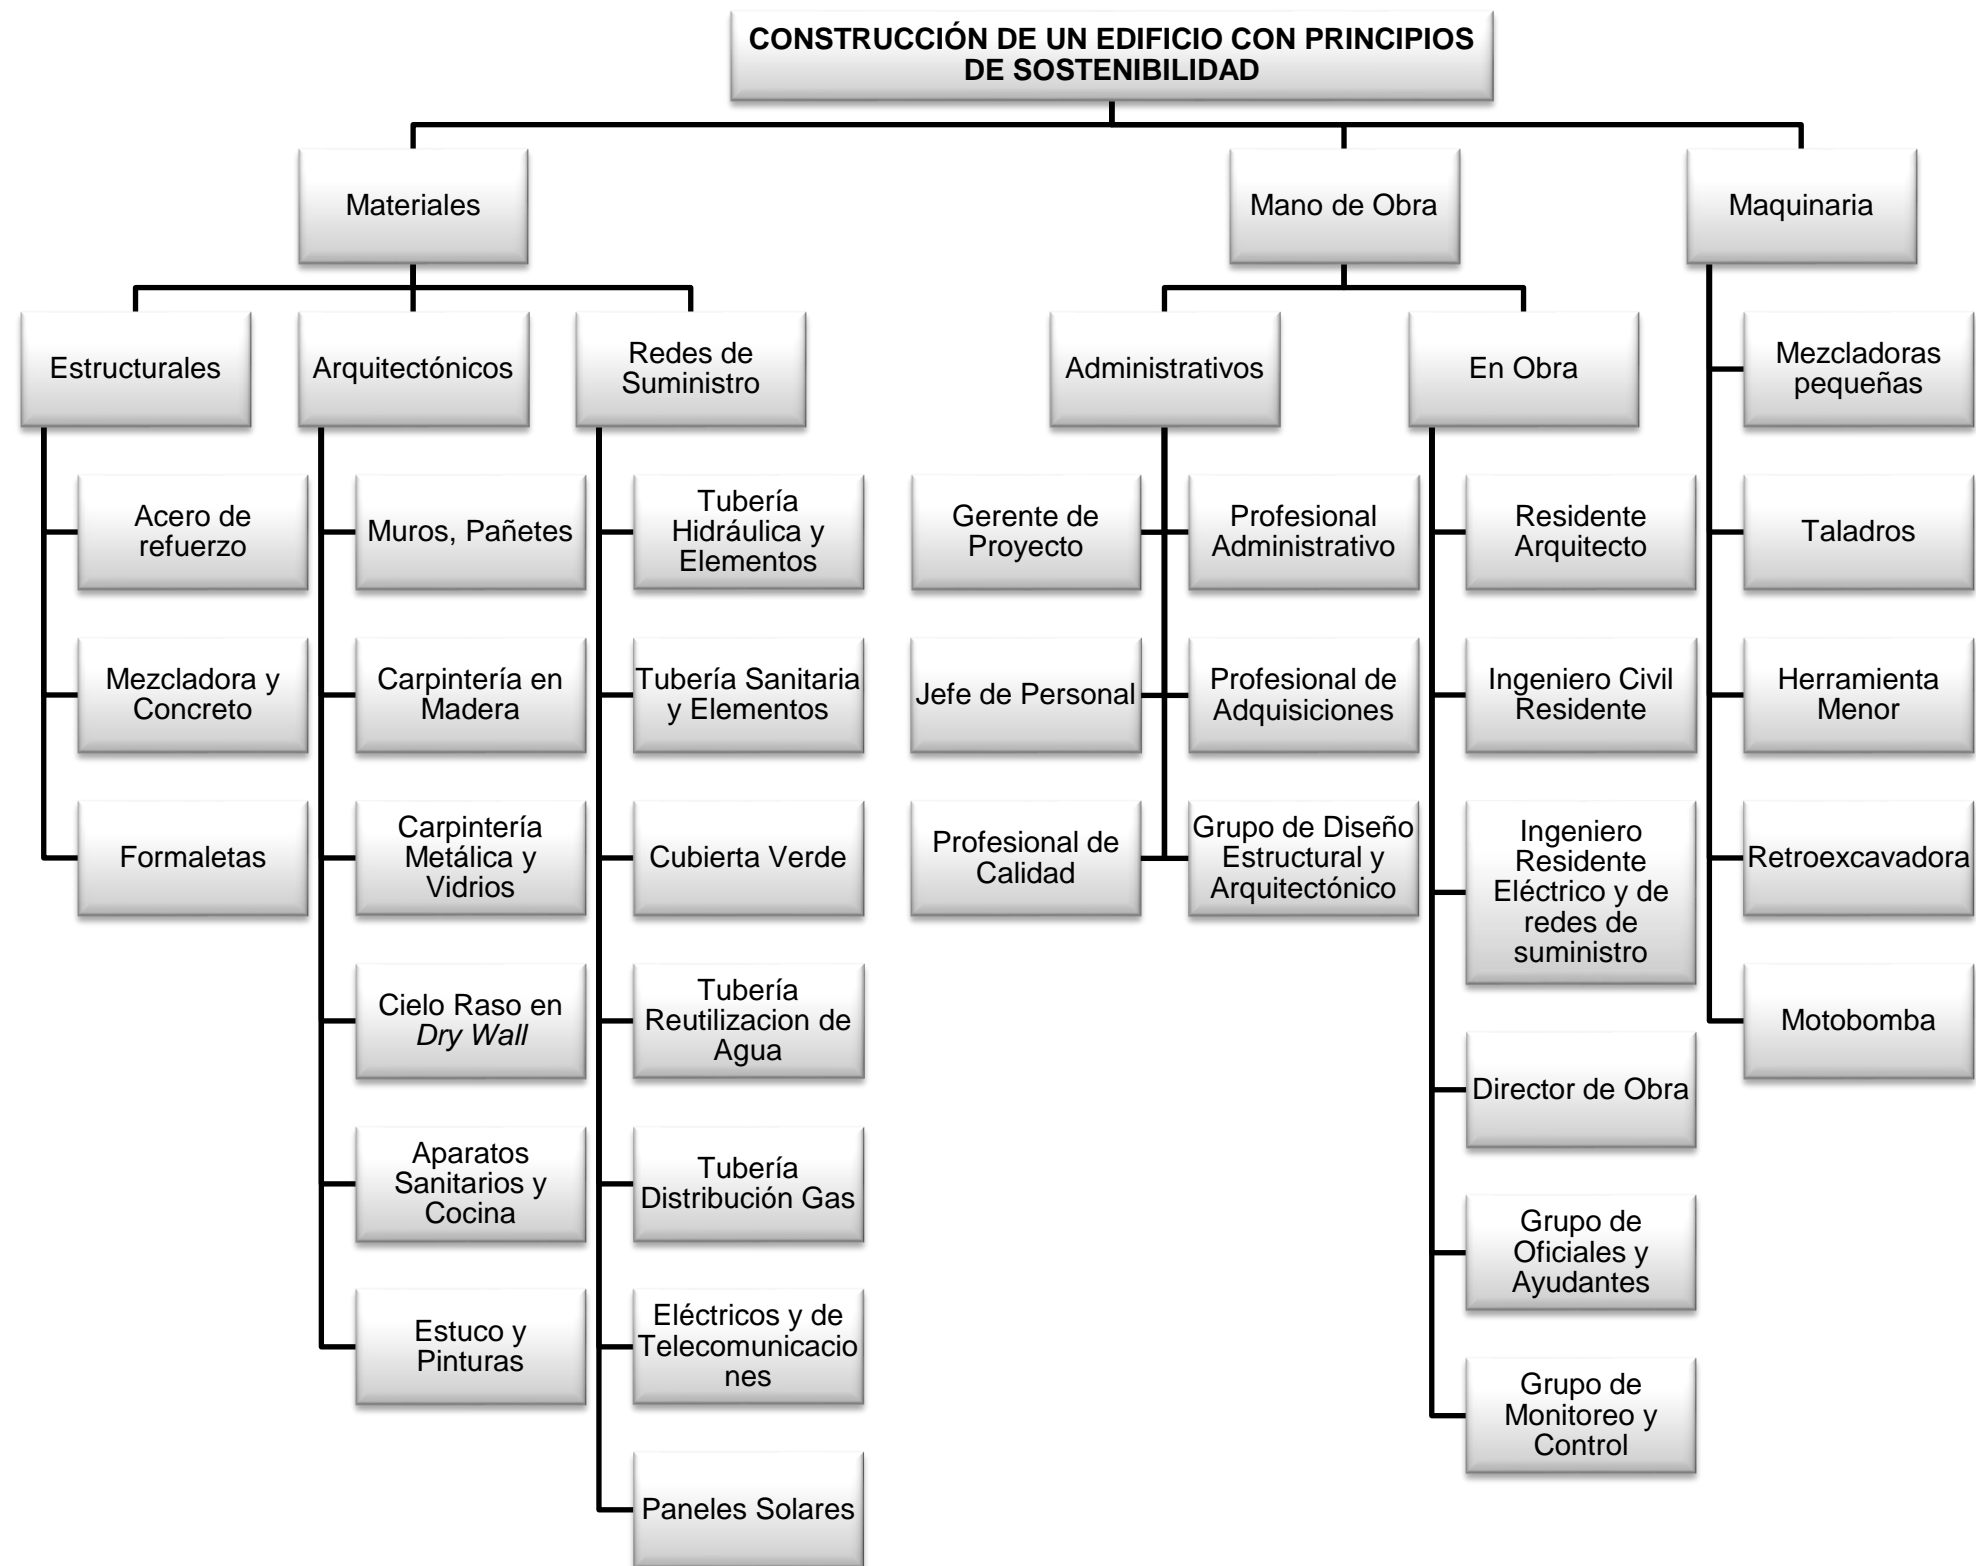 CONSTRUCCIÓN DE UN EDIFICIO CON PRINCIPIOS
DE SOSTENIBILIDAD
Materiales
Mano de Obra
Maquinaria
Estructurales
Arquitectónicos
Redes de
Suministro
Administrativos
En Obra
Mezcladoras
pequeñas
Acero de
refuerzo
Muros, Pañetes
Tubería
Hidráulica y
Elementos
Gerente de
Proyecto
Profesional
Administrativo
Residente
Arquitecto
Taladros
Mezcladora y
Concreto
Carpintería en
Madera
Tubería Sanitaria
y Elementos
Jefe de Personal
Profesional de
Adquisiciones
Ingeniero Civil
Residente
Herramienta
Menor
Formaletas
Carpintería
Metálica y
Vidrios
Cubierta Verde
Profesional de
Calidad
Grupo de Diseño
Estructural y
Arquitectónico
Ingeniero
Residente
Eléctrico y de
redes de
suministro
Retroexcavadora
Cielo Raso en
Dry Wall
Tubería
Reutilizacion de
Agua
Director de Obra
Motobomba
Aparatos
Sanitarios y
Cocina
Tubería
Distribución Gas
Grupo de
Oficiales y
Ayudantes
Estuco y
Pinturas
Eléctricos y de
Telecomunicacio
nes
Grupo de
Monitoreo y
Control
Paneles Solares